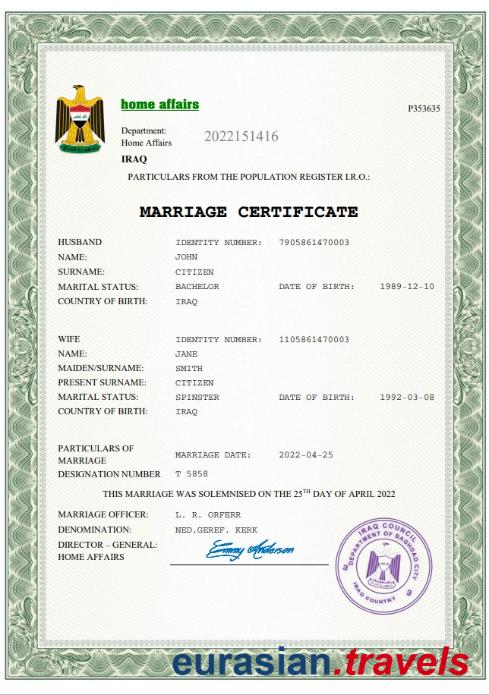 home affairs
P353635
Department:
Home Affairs
2022151416
IRAQ
PARTICULARS FROM THE POPULATION REGISTER I.R.O.:
MARRIAGE CERTIFICATE
HUSBAND IDENTITY NUMBER: 7905861470003
NAME: JOHN
SURNAME: CITIZEN
MARITAL STATUS: BACHELOR DATE OF BIRTH: 1989-12-10
COUNTRY OF BIRTH: IRAQ
WIFE IDENTITY NUMBER: 1105861470003
NAME: JANE
MAIDEN/SURNAME: SMITH
PRESENT SURNAME: CITIZEN
MARITAL STATUS: SPINSTER DATE OF BIRTH: 1992-03-08
COUNTRY OF BIRTH: IRAQ
PARTICULARS OF
MARRIAGE MARRIAGE DATE: 2022-04-25
DESIGNATION NUMBER T 5858
THIS MARRIAGE WAS SOLEMNISED ON THE 25TH DAY OF APRIL 2022
MARRIAGE OFFICER: L. R. ORFERR
DENOMINATION: NED.GEREF. KERK
DIRECTOR – GENERAL:
HOME AFFAIRS
Emmy Anderson
IRAQ COUNCIL
DEPARTMENT OF BAGHDAD CITY
IRAQ COUNTRY
eurasian.travels